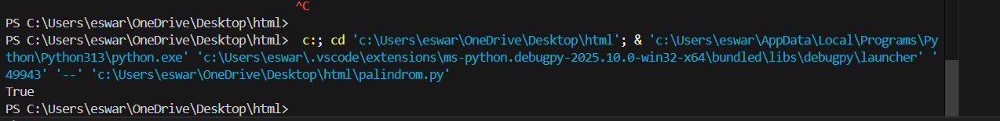 ^C
PS C:\Users\eswar\OneDrive\Desktop\html>
PS C:\Users\eswar\OneDrive\Desktop\html>  c:; cd 'c:\Users\eswar\OneDrive\Desktop\html'; & 'c:\Users\eswar\AppData\Local\Programs\Py
thon\Python313\python.exe' 'c:\Users\eswar\.vscode\extensions\ms-python.debugpy-2025.10.0-win32-x64\bundled\libs\debugpy\launcher' '
49943' '--' 'c:\Users\eswar\OneDrive\Desktop\html\palindrom.py'
True
PS C:\Users\eswar\OneDrive\Desktop\html>